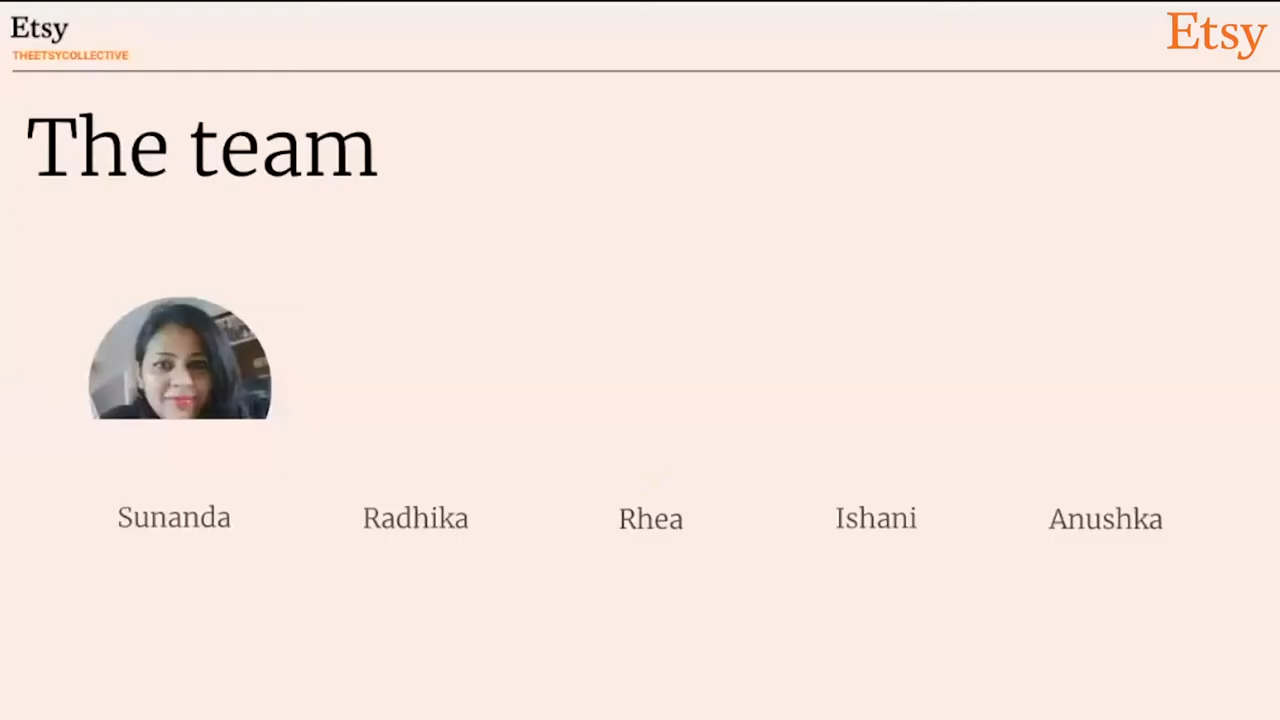 Etsy
THEETSYCOLLECTIVE
Etsy
The team
Sunanda Radhika Rhea Ishani Anushka